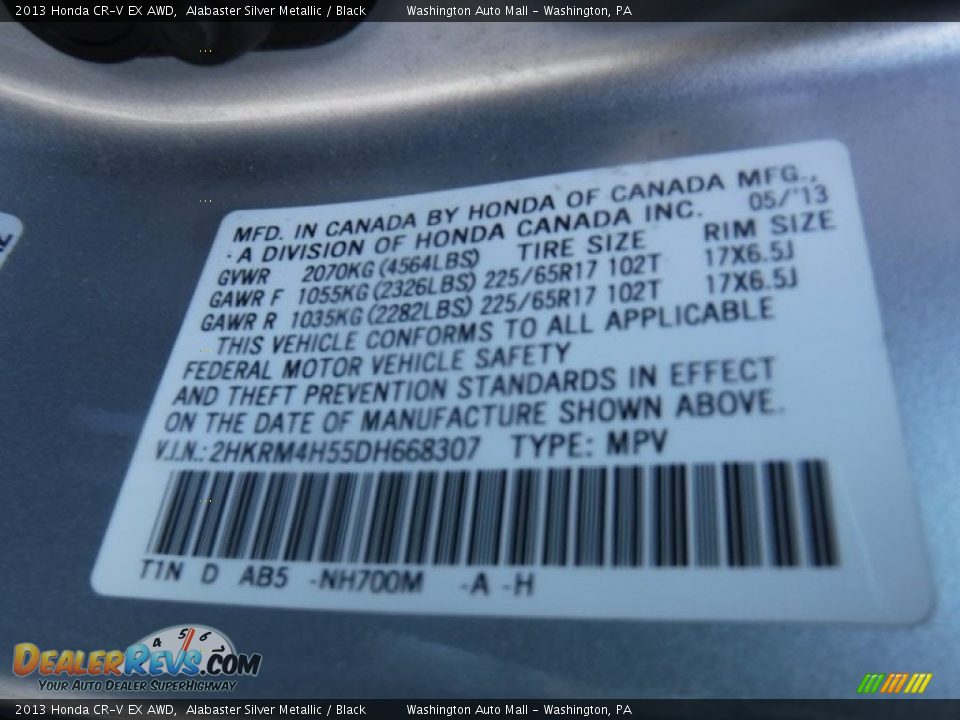 2013 Honda CR-V EX AWD, Alabaster Silver Metallic / Black Washington Auto Mall - Washington, PA
MFD. IN CANADA BY HONDA OF CANADA MFG.,
A DIVISION OF HONDA CANADA INC. 05/'13
GVWR 2070KG (4564LBS) TIRE SIZE RIM SIZE
GAWR F 1055KG (2326LBS) 225/65R17 102T 17X6.5J
GAWR R 1035KG (2282LBS) 225/65R17 102T 17X6.5J
THIS VEHICLE CONFORMS TO ALL APPLICABLE
FEDERAL MOTOR VEHICLE SAFETY
AND THEFT PREVENTION STANDARDS IN EFFECT
ON THE DATE OF MANUFACTURE SHOWN ABOVE.
V.I.N.: 2HKRM4H55DH668307 TYPE: MPV
T1N D AB5 -NH700M -A -H
4 5 6
DEALERREVS.COM
YOUR AUTO DEALER SUPERHIGHWAY
2013 Honda CR-V EX AWD, Alabaster Silver Metallic / Black Washington Auto Mall - Washington, PA